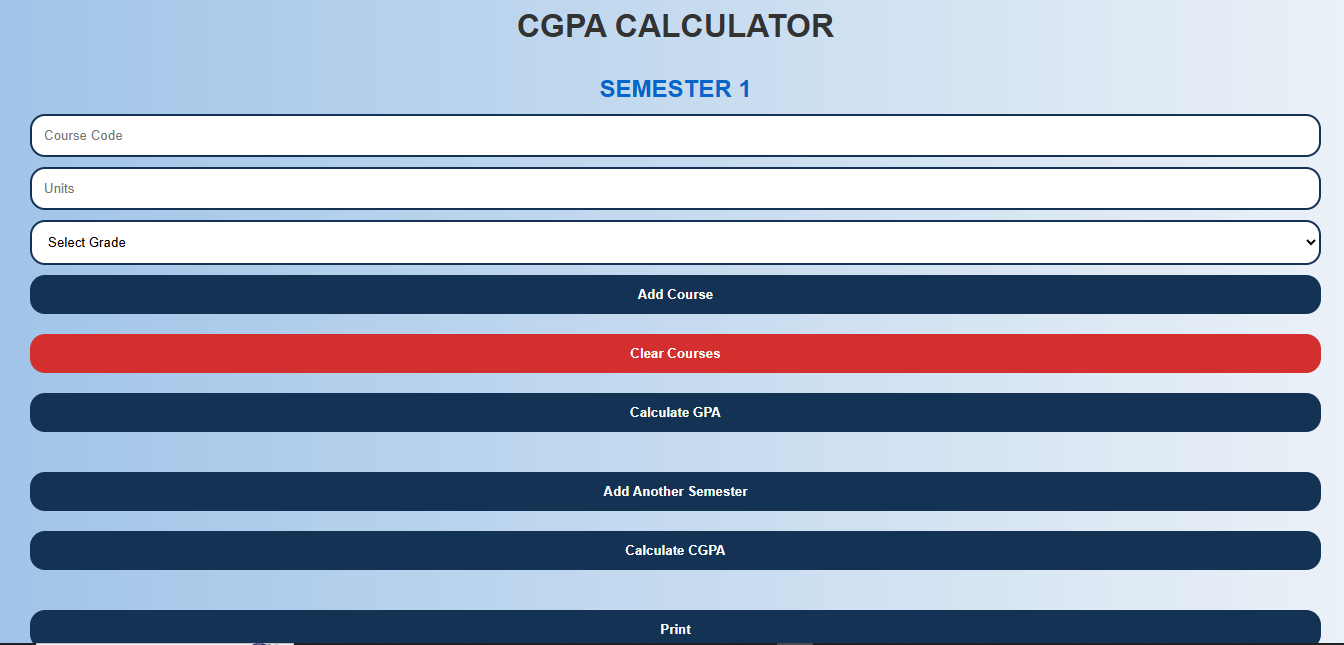 CGPA CALCULATOR
SEMESTER 1
Course Code
Units
Select Grade
Add Course
Clear Courses
Calculate GPA
Add Another Semester
Calculate CGPA
Print